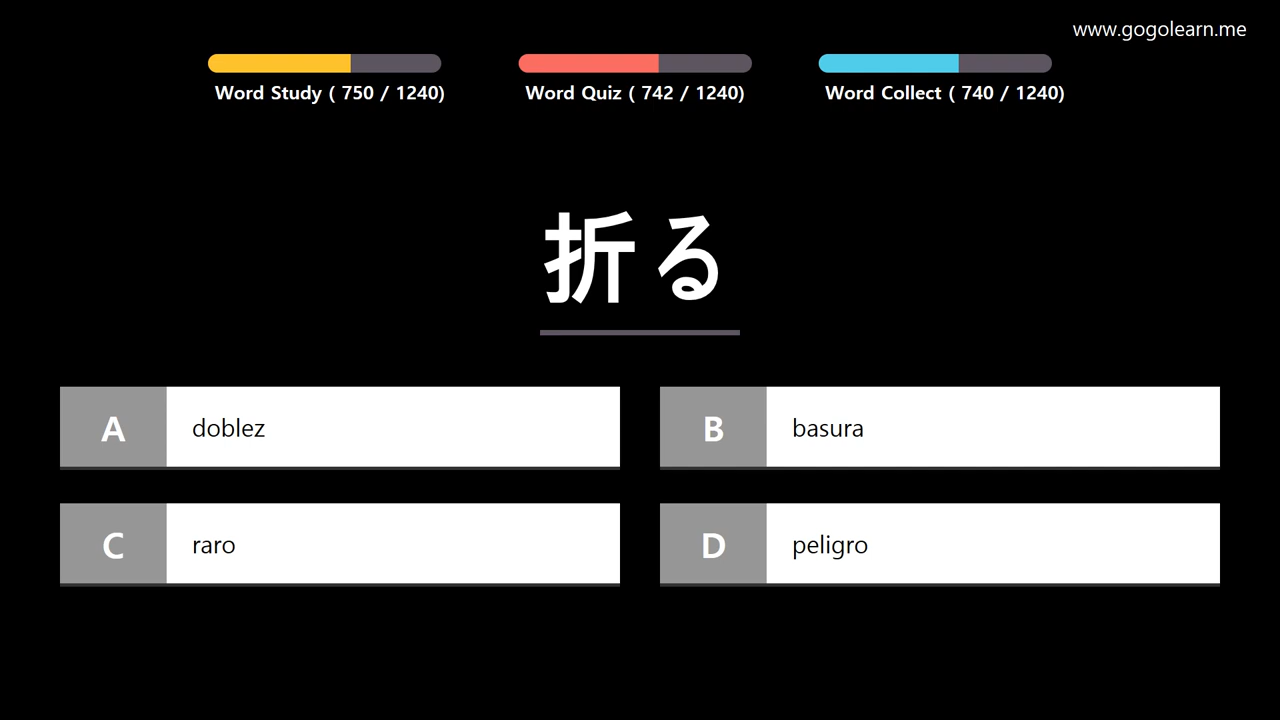 www.gogolearn.me
Word Study ( 750 / 1240)
Word Quiz ( 742 / 1240)
Word Collect ( 740 / 1240)
折る
A doblez
B basura
C raro
D peligro